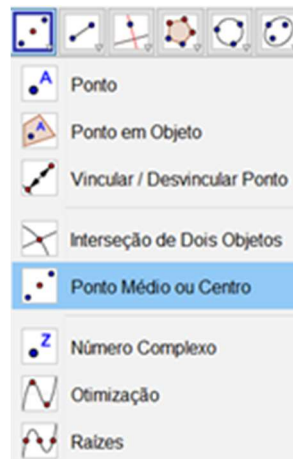 A
Ponto
A
Ponto em Objeto
Vincular / Desvincular Ponto
Interseção de Dois Objetos
Ponto Médio ou Centro
Z
Número Complexo
Otimização
Raízes